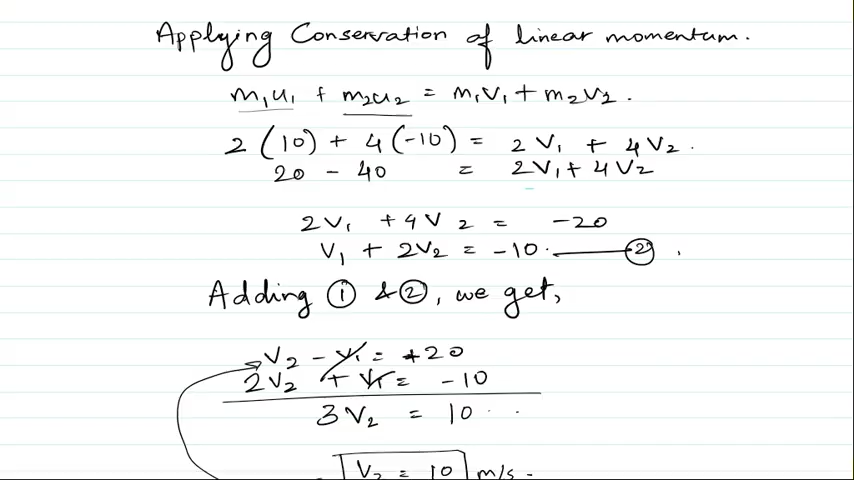 Applying Conservation of linear momentum.
m₁u₁ + m₂u₂ = m₁v₁ + m₂v₂.
2 (10) + 4 (-10) = 2 V₁ + 4V₂.
20 - 40 = 2V₁ + 4V₂
2V₁ + 4V₂ = -20
V₁ + 2V₂ = -10. ②
Adding ① & ②, we get,
V₂ - V₁ = +20
2V₂ + V₁ = -10
3V₂ = 10
V₂ = 10 m/s.